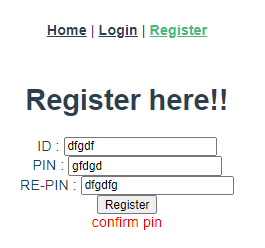 Home | Login | Register
Register here!!
ID : dfgdf
PIN : gfdgd
RE-PIN : dfgdfg
Register
confirm pin